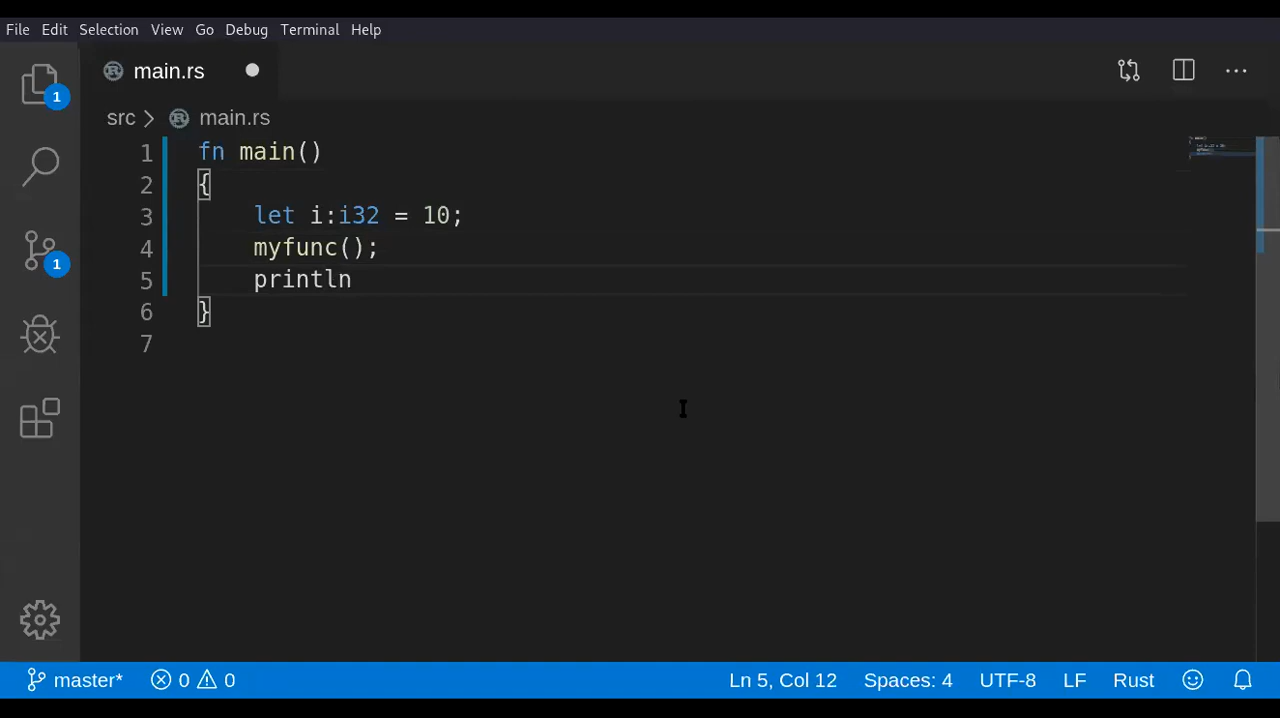 File Edit Selection View Go Debug Terminal Help
main.rs
1
src > main.rs
1 fn main()
2 {
3     let i:i32 = 10;
4     myfunc();
5     println
6 }
7
1
master* 0 0 Ln 5, Col 12 Spaces: 4 UTF-8 LF Rust